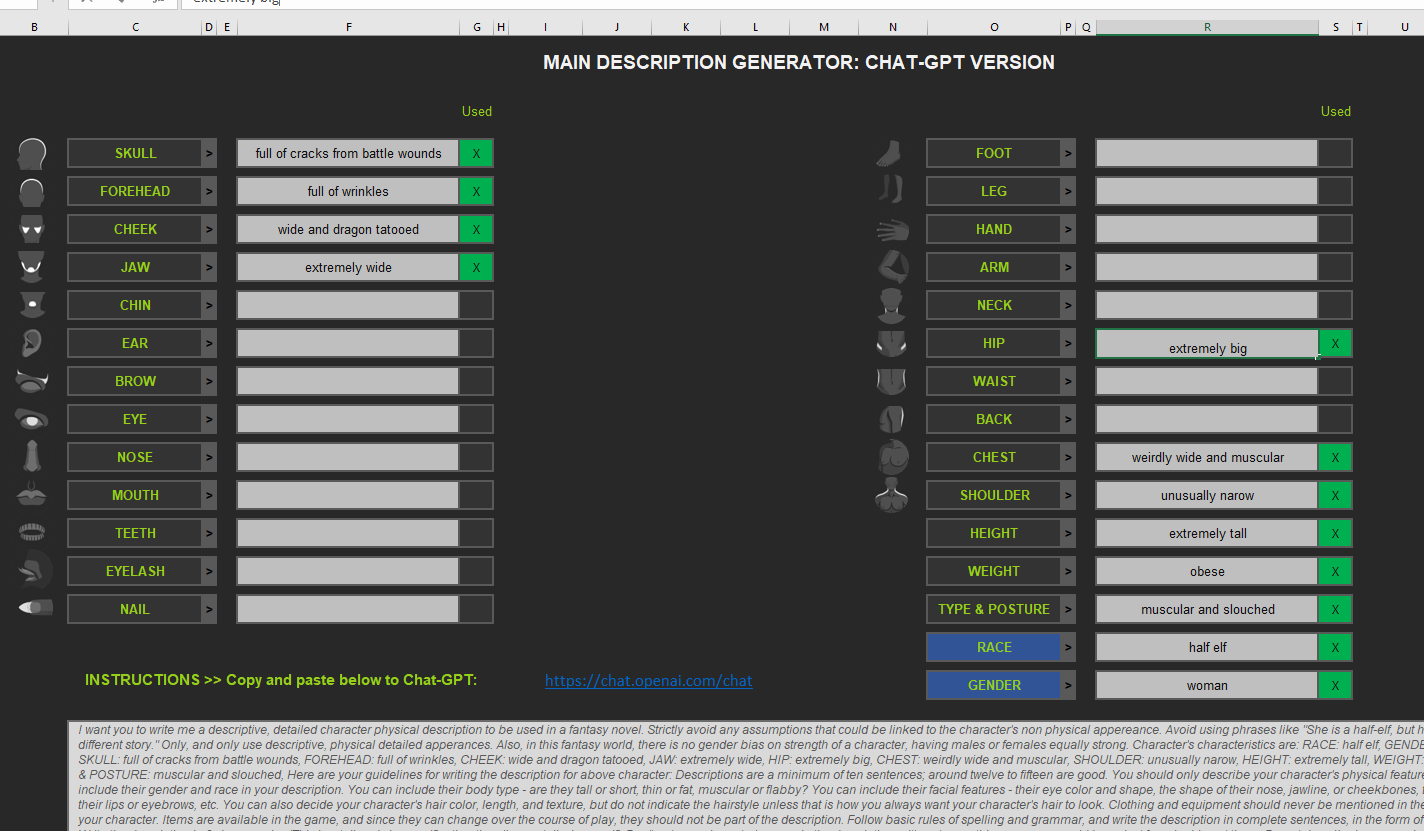 extremely big
B C D E F G H I J K L M N O P Q R S T U
MAIN DESCRIPTION GENERATOR: CHAT-GPT VERSION
Used Used
SKULL > full of cracks from battle wounds X FOOT >
FOREHEAD > full of wrinkles X LEG >
CHEEK > wide and dragon tatooed X HAND >
JAW > extremely wide X ARM >
CHIN > NECK >
EAR > HIP > extremely big X
BROW > WAIST >
EYE > BACK >
NOSE > CHEST > weirdly wide and muscular X
MOUTH > SHOULDER > unusually narow X
TEETH > HEIGHT > extremely tall X
EYELASH > WEIGHT > obese X
NAIL > TYPE & POSTURE > muscular and slouched X
RACE > half elf X
INSTRUCTIONS >> Copy and paste below to Chat-GPT: https://chat.openai.com/chat GENDER > woman X
I want you to write me a descriptive, detailed character physical description to be used in a fantasy novel. Strictly avoid any assumptions that could be linked to the character's non physical appereance. Avoid using phrases like "She is a half-elf, but h
different story." Only, and only use descriptive, physical detailed apperances. Also, in this fantasy world, there is no gender bias on strength of a character, having males or females equally strong. Character's characteristics are: RACE: half elf, GENDE
SKULL: full of cracks from battle wounds, FOREHEAD: full of wrinkles, CHEEK: wide and dragon tatooed, JAW: extremely wide, HIP: extremely big, CHEST: weirdly wide and muscular, SHOULDER: unusually narow, HEIGHT: extremely tall, WEIGHT:
& POSTURE: muscular and slouched, Here are your guidelines for writing the description for above character: Descriptions are a minimum of ten sentences; around twelve to fifteen are good. You should only describe your character's physical feature
include their gender and race in your description. You can include their body type - are they tall or short, thin or fat, muscular or flabby? You can include their facial features - their eye color and shape, the shape of their nose, jawline, or cheekbones, t
their lips or eyebrows, etc. You can also decide your character's hair color, length, and texture, but do not indicate the hairstyle unless that is how you always want your character's hair to look. Clothing and equipment should never be mentioned in the
your character. Items are available in the game, and since they can change over the course of play, they should not be part of the description. Follow basic rules of spelling and grammar, and write the description in complete sentences, in the form of